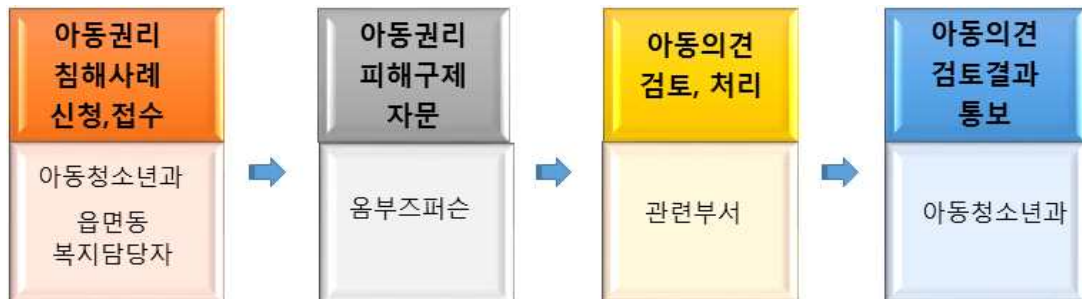 아동권리
침해사례
신청,접수
아동청소년과
읍면동
복지담당자
아동권리
피해구제
자문
옴부즈퍼슨
아동의견
검토, 처리
관련부서
아동의견
검토결과
통보
아동청소년과